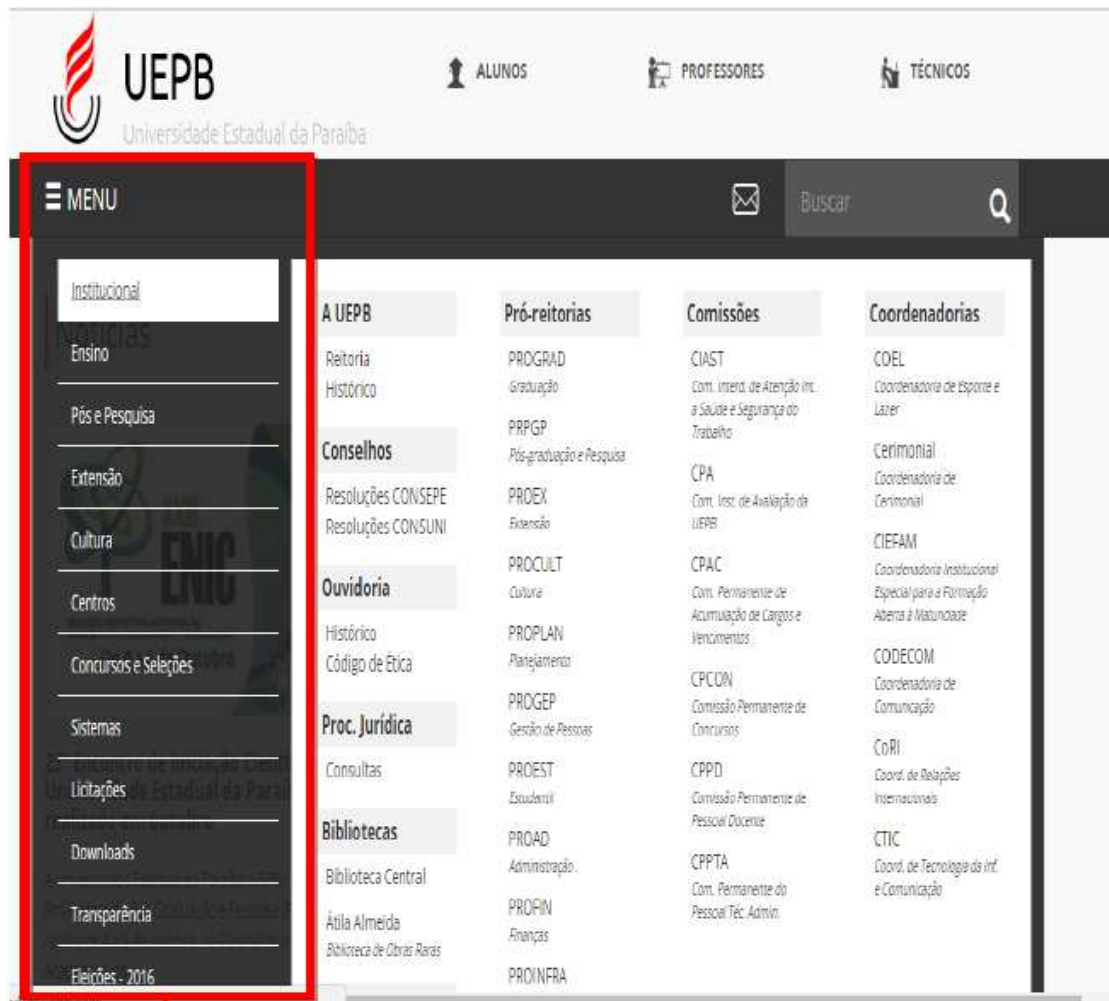 UEPB
Universidade Estadual da Paraíba
ALUNOS
PROFESSORES
TÉCNICOS
MENU
Buscar
Institucional
Notícias
Ensino
Pós e Pesquisa
Extensão
Cultura
ENIC
Centros
Concursos e Seleções
Sistemas
Licitações
Downloads
Transparência
Eleições - 2016
A UEPB
Reitoria
Histórico
Conselhos
Resoluções CONSEPE
Resoluções CONSUNI
Ouvidoria
Histórico
Código de Ética
Proc. Jurídica
Consultas
Bibliotecas
Biblioteca Central
Átila Almeida
Biblioteca de Obras Raras
Pró-reitorias
PROGRAD
Graduação
PRPGP
Pós-graduação e Pesquisa
PROEX
Extensão
PROCULT
Cultura
PROPLAN
Planejamento
PROGEP
Gestão de Pessoas
PROEST
Estudantil
PROAD
Administração .
PROFIN
Finanças
PROINFRA
Comissões
CIAST
Com. Interd. de Atenção Int.
a Saúde e Segurança do
Trabalho
CPA
Com. Inst. de Avaliação da
UEPB
CPAC
Com. Permanente de
Acumulação de Cargos e
Vencimentos
CPCON
Comissão Permanente de
Concursos
CPPD
Comissão Permanente de
Pessoal Docente
CPPTA
Com. Permanente do
Pessoal Téc. Admin.
Coordenadorias
COEL
Coordenadoria de Esporte e
Lazer
Cerimonial
Coordenadoria de
Cerimonial
CIEFAM
Coordenadoria Institucional
Especial para a Formação
Aberta à Maturidade
CODECOM
Coordenadoria de
Comunicação
CoRI
Coord. de Relações
Internacionais
CTIC
Coord. de Tecnologia da Inf.
e Comunicação